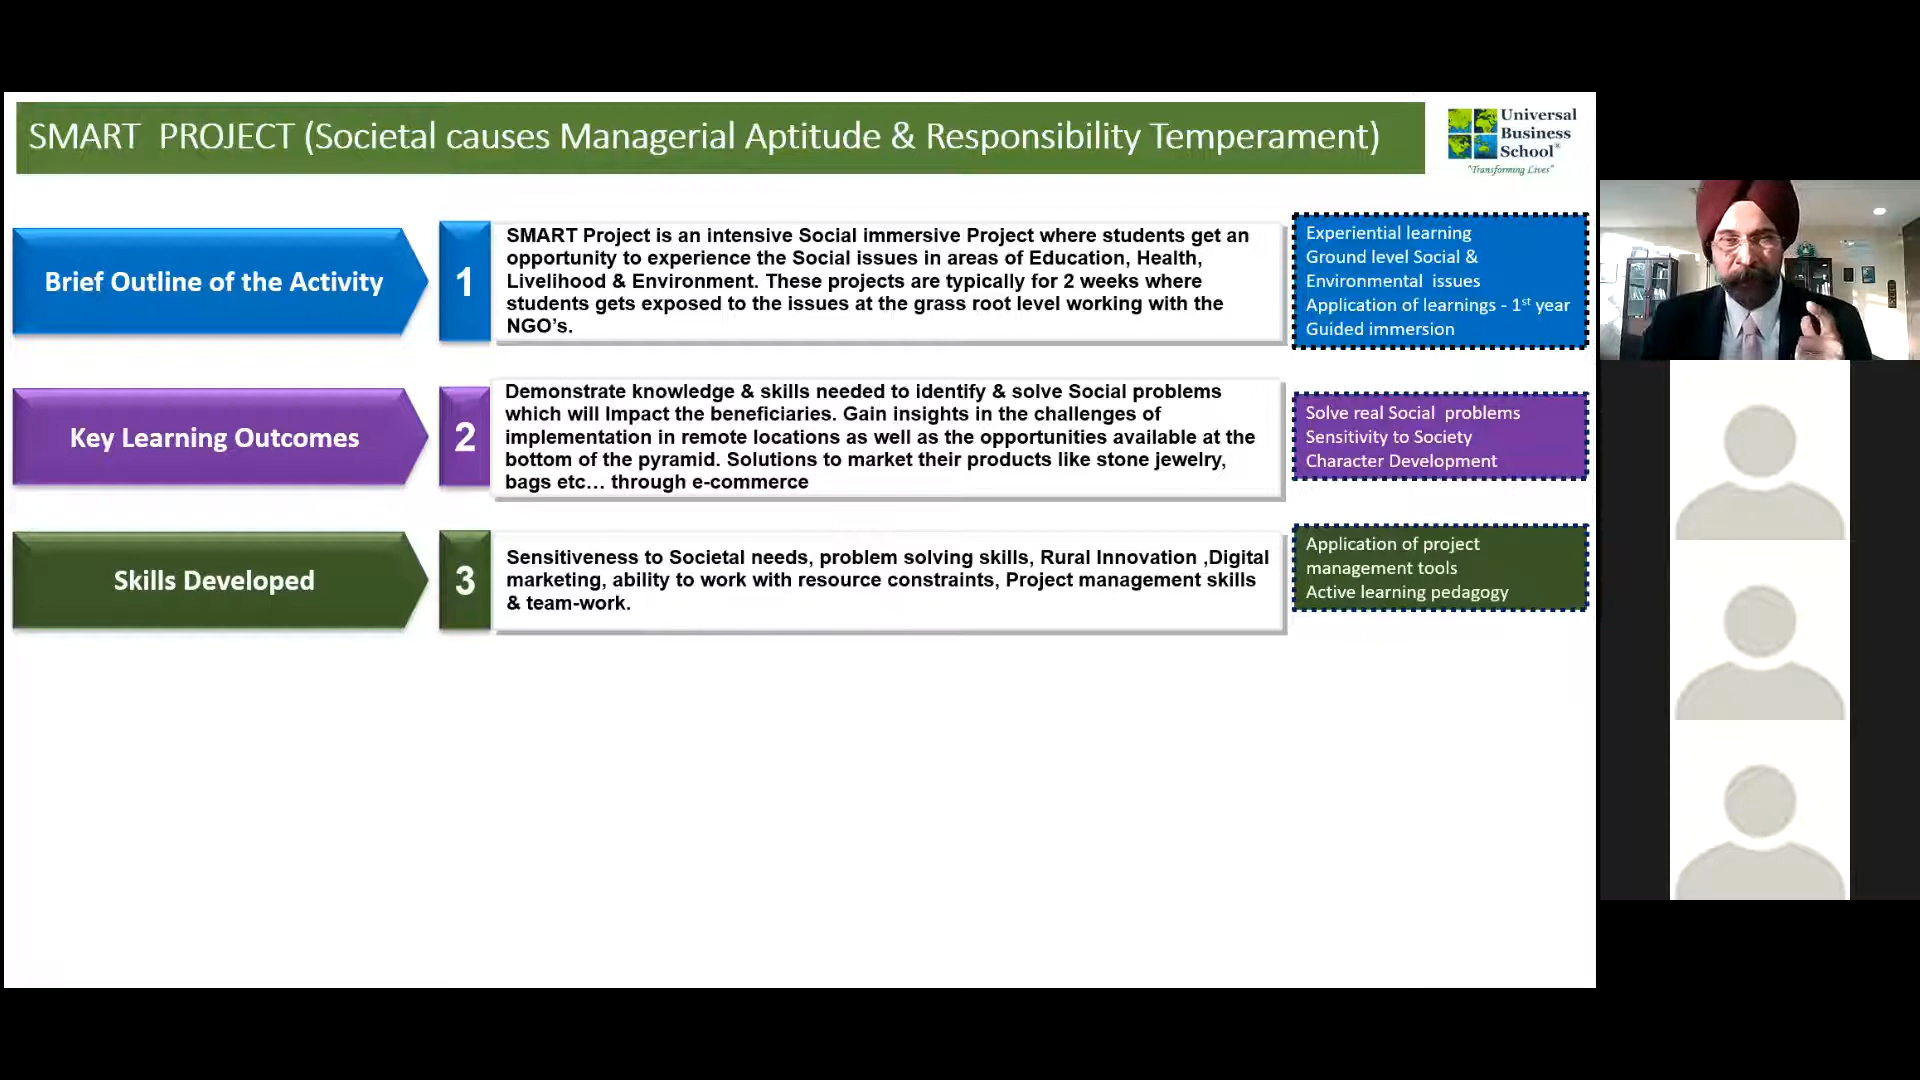 SMART PROJECT (Societal causes Managerial Aptitude & Responsibility Temperament)
Universal
Business
School®
"Transforming Lives"
Brief Outline of the Activity
1
SMART Project is an intensive Social immersive Project where students get an
opportunity to experience the Social issues in areas of Education, Health,
Livelihood & Environment. These projects are typically for 2 weeks where
students gets exposed to the issues at the grass root level working with the
NGO's.
Experiential learning
Ground level Social &
Environmental issues
Application of learnings - 1st year
Guided immersion
Key Learning Outcomes
2
Demonstrate knowledge & skills needed to identify & solve Social problems
which will Impact the beneficiaries. Gain insights in the challenges of
implementation in remote locations as well as the opportunities available at the
bottom of the pyramid. Solutions to market their products like stone jewelry,
bags etc... through e-commerce
Solve real Social problems
Sensitivity to Society
Character Development
Skills Developed
3
Sensitiveness to Societal needs, problem solving skills, Rural Innovation ,Digital
marketing, ability to work with resource constraints, Project management skills
& team-work.
Application of project
management tools
Active learning pedagogy